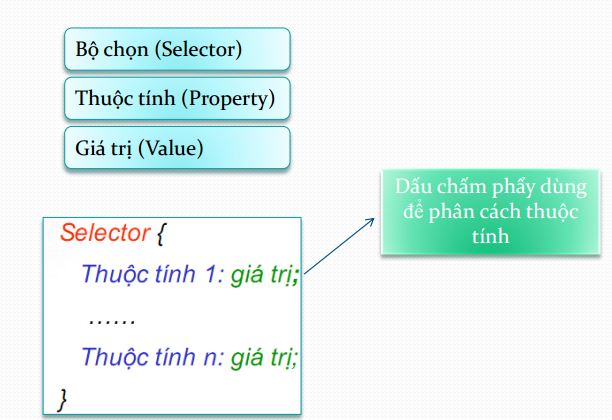 Bộ chọn (Selector)
Thuộc tính (Property)
Giá trị (Value)
Dấu chấm phẩy dùng
để phân cách thuộc
tính
Selector {
Thuộc tính 1: giá trị;
......
Thuộc tính n: giá trị;
}